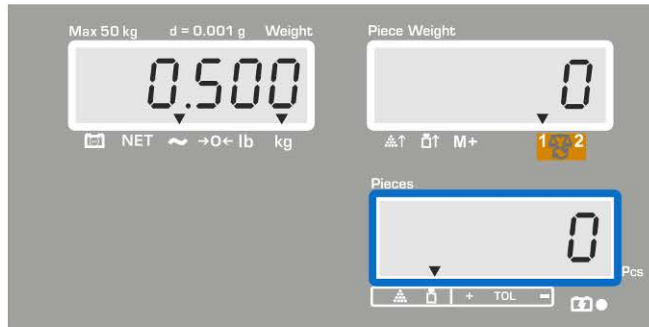 Max 50 kg d = 0.001 g Weight
0.500
NET →0← lb kg
Piece Weight
0
M+ 1 2
Pieces
0
Pcs
+ TOL -